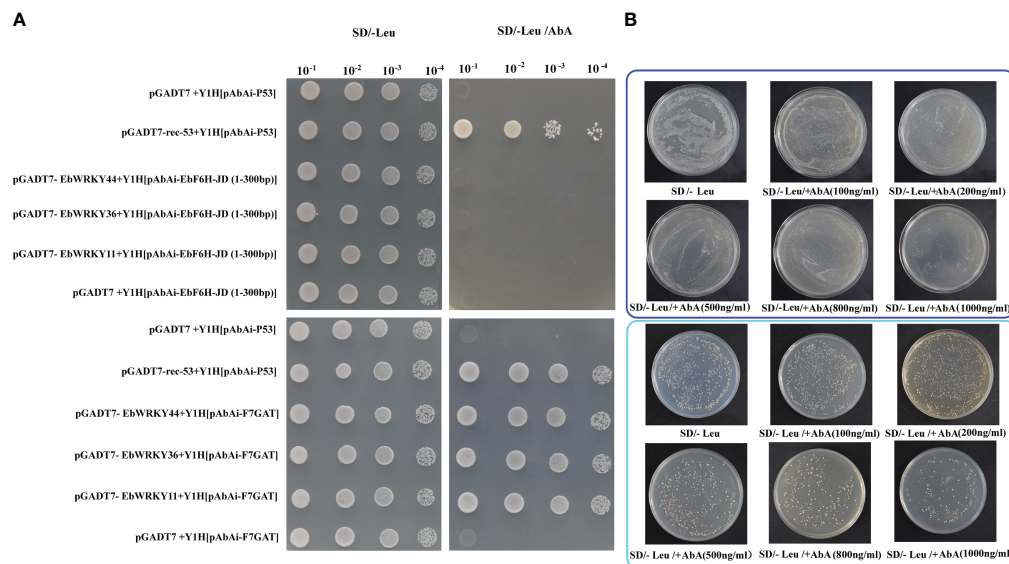 A
B
SD/-Leu
SD/-Leu /AbA
10-1 10-2 10-3 10-4
10-1 10-2 10-3 10-4
pGADT7 +Y1H[pAbAi-P53]
pGADT7-rec-53+Y1H[pAbAi-P53]
pGADT7- EbWRKY44+Y1H[pAbAi-EbF6H-JD (1-300bp)]
pGADT7- EbWRKY36+Y1H[pAbAi-EbF6H-JD (1-300bp)]
pGADT7- EbWRKY11+Y1H[pAbAi-EbF6H-JD (1-300bp)]
pGADT7 +Y1H[pAbAi-EbF6H-JD (1-300bp)]
pGADT7 +Y1H[pAbAi-P53]
pGADT7-rec-53+Y1H[pAbAi-P53]
pGADT7- EbWRKY44+Y1H[pAbAi-F7GAT]
pGADT7- EbWRKY36+Y1H[pAbAi-F7GAT]
pGADT7- EbWRKY11+Y1H[pAbAi-F7GAT]
pGADT7 +Y1H[pAbAi-F7GAT]
SD/- Leu
SD/- Leu/+AbA(100ng/ml)
SD/- Leu/+AbA(200ng/ml)
SD/- Leu/+AbA(500ng/ml)
SD/- Leu/+AbA(800ng/ml)
SD/- Leu/+AbA(1000ng/ml)
SD/- Leu
SD/- Leu /+AbA(100ng/ml)
SD/- Leu /+AbA(200ng/ml)
SD/- Leu /+AbA(500ng/ml)
SD/- Leu /+AbA(800ng/ml)
SD/- Leu /+AbA(1000ng/ml)